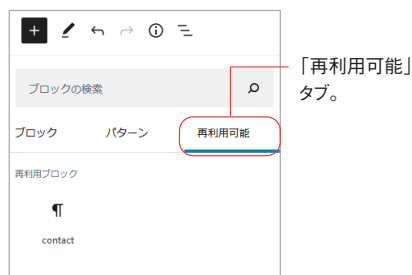 ブロックの検索
ブロック
パターン
再利用可能
再利用ブロック
contact
「再利用可能」
タブ。